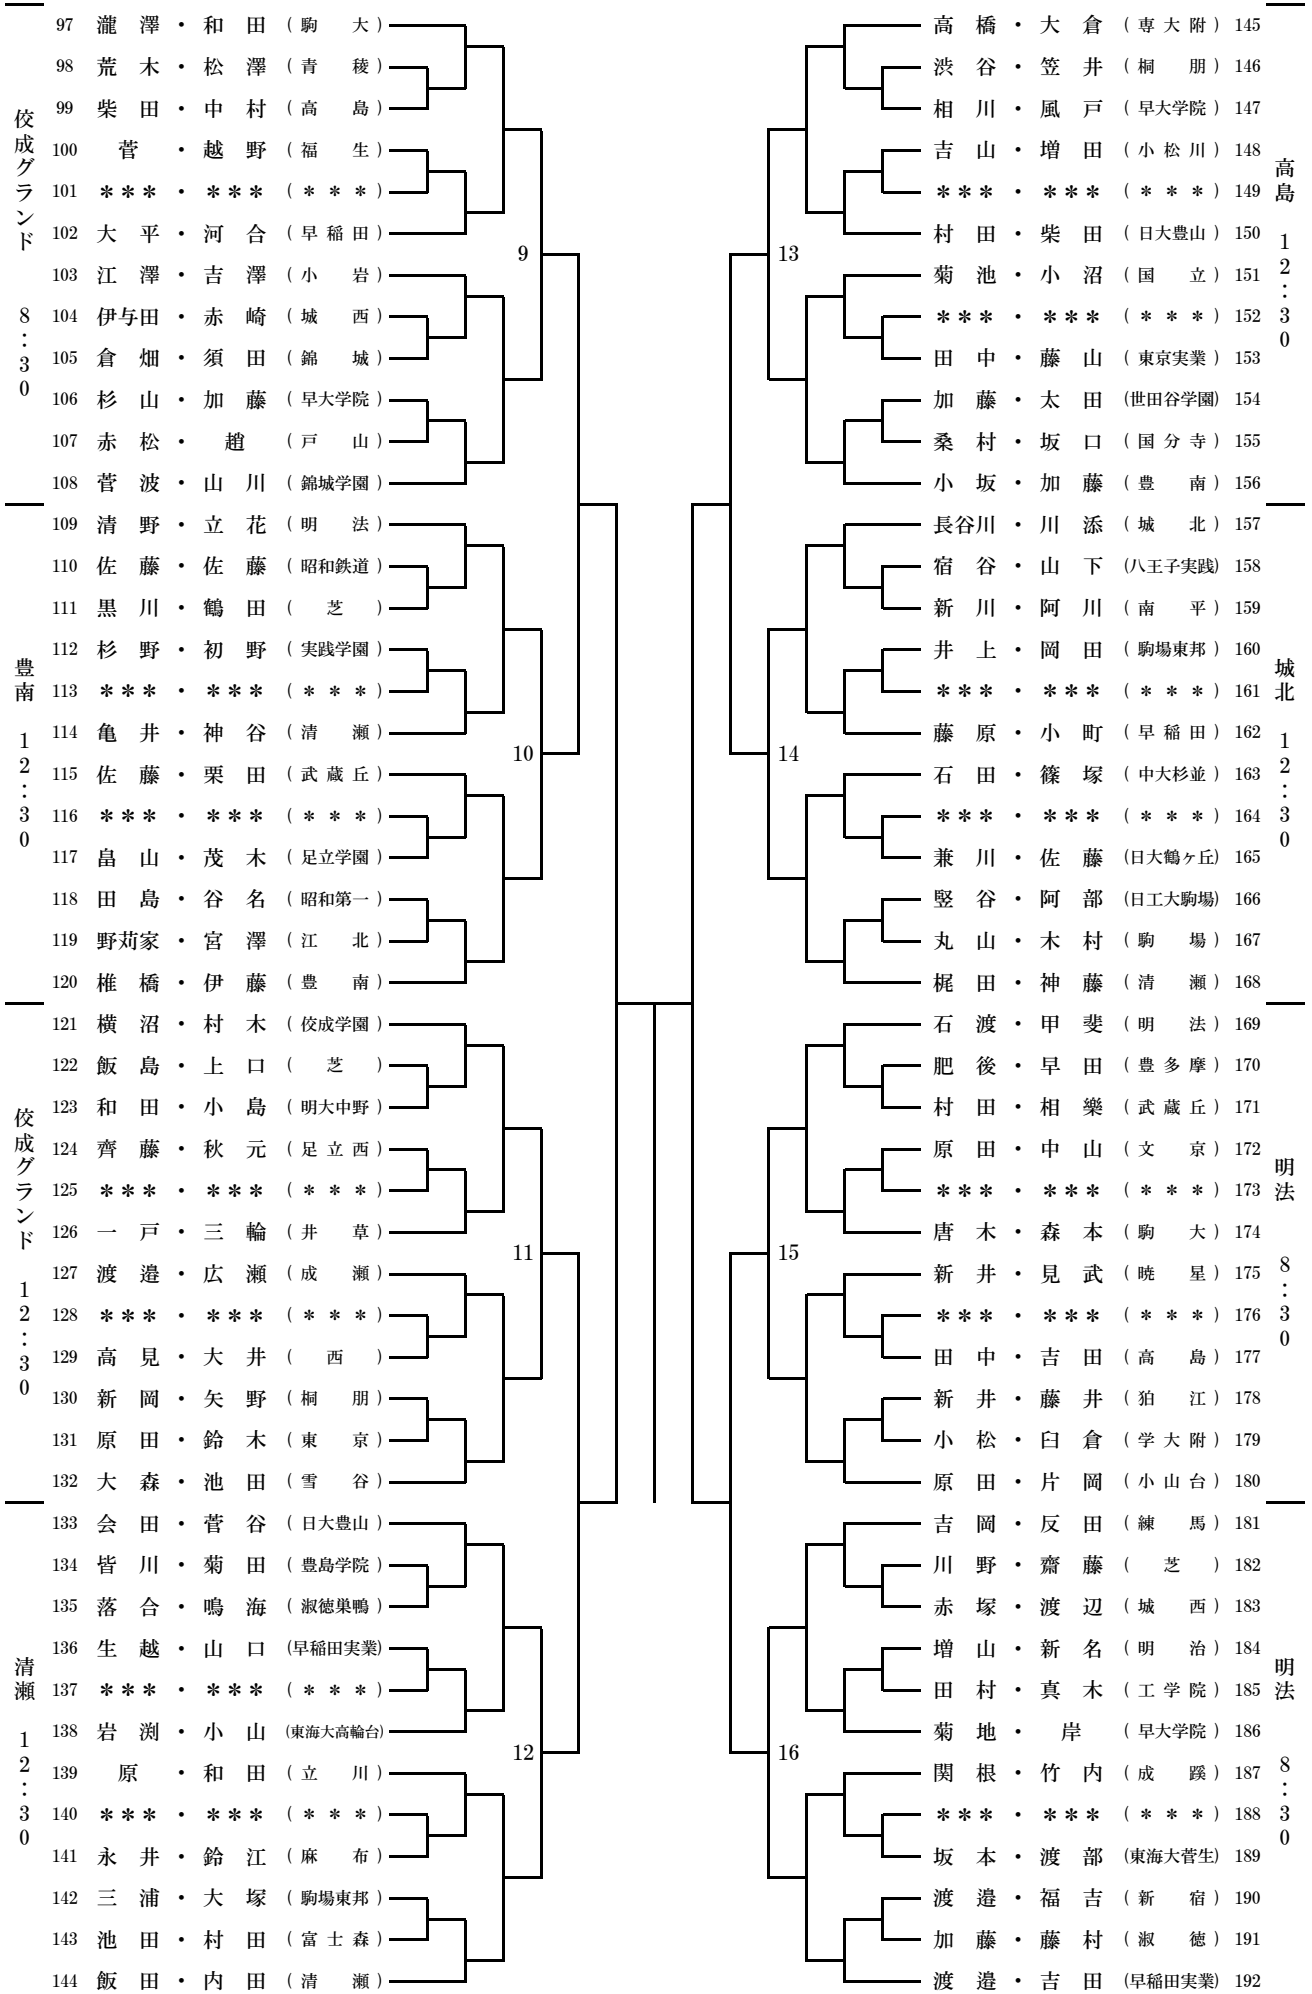 佼成グランド 8:30
97 瀧澤・和田 (駒大)
98 荒木・松澤 (青稜)
99 柴田・中村 (高島)
100 菅・越野 (福生)
101 ***・*** (***)
102 大平・河合 (早稲田)
103 江澤・吉澤 (小岩)
104 伊与田・赤崎 (城西)
105 倉畑・須田 (錦城)
106 杉山・加藤 (早大学院)
107 赤松・趙 (戸山)
108 菅波・山川 (錦城学園)
9
豊南 12:30
109 清野・立花 (明法)
110 佐藤・佐藤 (昭和鉄道)
111 黒川・鶴田 (芝)
112 杉野・初野 (実践学園)
113 ***・*** (***)
114 亀井・神谷 (清瀬)
115 佐藤・栗田 (武蔵丘)
116 ***・*** (***)
117 畠山・茂木 (足立学園)
118 田島・谷名 (昭和第一)
119 野苅家・宮澤 (江北)
120 椎橋・伊藤 (豊南)
10
佼成グランド 12:30
121 横沼・村木 (佼成学園)
122 飯島・上口 (芝)
123 和田・小島 (明大中野)
124 齊藤・秋元 (足立西)
125 ***・*** (***)
126 一戸・三輪 (井草)
127 渡邉・広瀬 (成瀬)
128 ***・*** (***)
129 高見・大井 (西)
130 新岡・矢野 (桐朋)
131 原田・鈴木 (東京)
132 大森・池田 (雪谷)
11
清瀬 12:30
133 会田・菅谷 (日大豊山)
134 皆川・菊田 (豊島学院)
135 落合・鳴海 (淑徳巣鴨)
136 生越・山口 (早稲田実業)
137 ***・*** (***)
138 岩渕・小山 (東海大高輪台)
139 原・和田 (立川)
140 ***・*** (***)
141 永井・鈴江 (麻布)
142 三浦・大塚 (駒場東邦)
143 池田・村田 (富士森)
144 飯田・内田 (清瀬)
12
高島 12:30
高橋・大倉 (専大附) 145
渋谷・笠井 (桐朋) 146
相川・風戸 (早大学院) 147
吉山・増田 (小松川) 148
***・*** (***) 149
村田・柴田 (日大豊山) 150
菊池・小沼 (国立) 151
***・*** (***) 152
田中・藤山 (東京実業) 153
加藤・太田 (世田谷学園) 154
桑村・坂口 (国分寺) 155
小坂・加藤 (豊南) 156
13
城北 12:30
長谷川・川添 (城北) 157
宿谷・山下 (八王子実践) 158
新川・阿川 (南平) 159
井上・岡田 (駒場東邦) 160
***・*** (***) 161
藤原・小町 (早稲田) 162
石田・篠塚 (中大杉並) 163
***・*** (***) 164
兼川・佐藤 (日大鶴ヶ丘) 165
竪谷・阿部 (日工大駒場) 166
丸山・木村 (駒場) 167
梶田・神藤 (清瀬) 168
14
明法 8:30
石渡・甲斐 (明法) 169
肥後・早田 (豊多摩) 170
村田・相樂 (武蔵丘) 171
原田・中山 (文京) 172
***・*** (***) 173
唐木・森本 (駒大) 174
新井・見武 (暁星) 175
***・*** (***) 176
田中・吉田 (高島) 177
新井・藤井 (狛江) 178
小松・臼倉 (学大附) 179
原田・片岡 (小山台) 180
15
明法 8:30
吉岡・反田 (練馬) 181
川野・齋藤 (芝) 182
赤塚・渡辺 (城西) 183
増山・新名 (明治) 184
田村・真木 (工学院) 185
菊地・岸 (早大学院) 186
関根・竹内 (成蹊) 187
***・*** (***) 188
坂本・渡部 (東海大菅生) 189
渡邉・福吉 (新宿) 190
加藤・藤村 (淑徳) 191
渡邉・吉田 (早稲田実業) 192
16